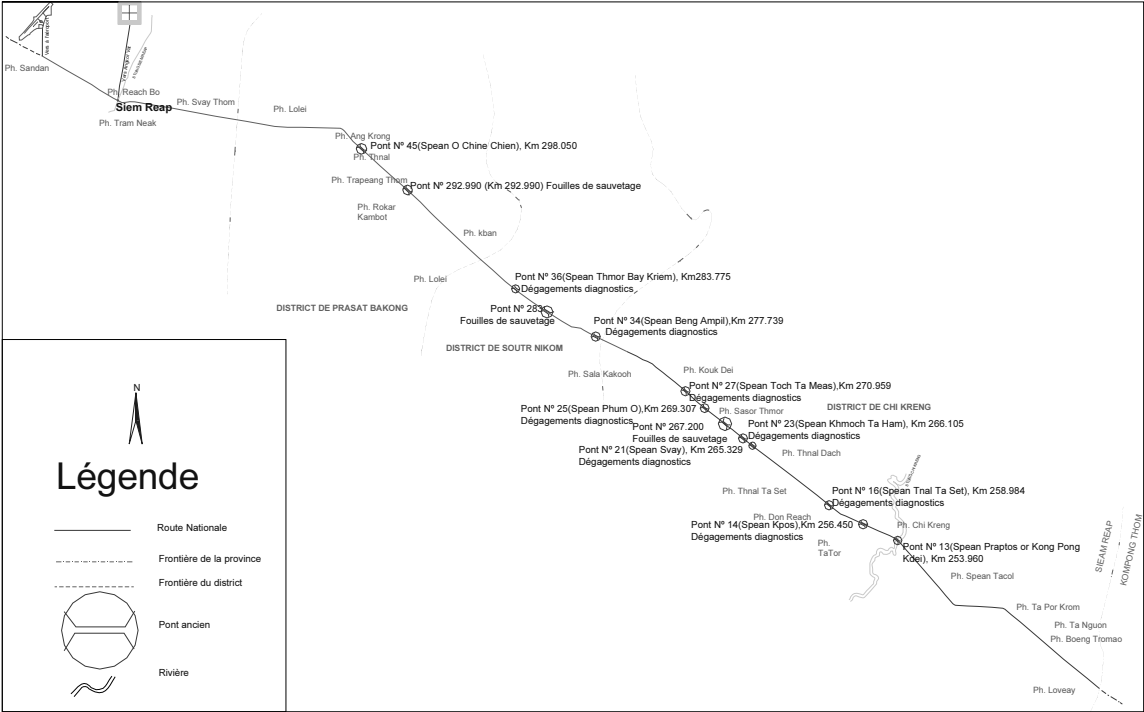 Vers à l'aéroport
Vers Angkor Vat
Ph. Sandan
Ph. Reach Bo
Siem Reap
Ph. Svay Thom
Ph. Lolei
Ph. Tram Neak
Ph. Ang Krong
Pont Nº 45(Spean O Chine Chien), Km 298.050
Ph. Thnal
Ph. Trapeang Thom
Pont Nº 292.990 (Km 292.990) Fouilles de sauvetage
Ph. Rokar
Kambot
Ph. kban
Ph. Lolei
Pont Nº 36(Spean Thmor Bay Kriem), Km283.775
Dégagements diagnostics
DISTRICT DE PRASAT BAKONG
Pont Nº 283
Fouilles de sauvetage
Pont Nº 34(Spean Beng Ampil),Km 277.739
Dégagements diagnostics
DISTRICT DE SOUTR NIKOM
Ph. Sala Kakooh
Ph. Kouk Dei
Pont Nº 27(Spean Toch Ta Meas),Km 270.959
Dégagements diagnostics
Pont Nº 25(Spean Phum O),Km 269.307
Dégagements diagnostics
Ph. Sasor Thmor
DISTRICT DE CHI KRENG
Pont Nº 267.200
Fouilles de sauvetage
Pont Nº 23(Spean Khmoch Ta Ham), Km 266.105
Dégagements diagnostics
Pont Nº 21(Spean Svay), Km 265.329
Dégagements diagnostics
Ph. Thnal Dach
Ph. Thnal Ta Set
Pont Nº 16(Spean Tnal Ta Set), Km 258.984
Dégagements diagnostics
Ph. Don Reach
Pont Nº 14(Spean Kpos),Km 256.450
Dégagements diagnostics
Ph. Chi Kreng
Ph.
TaTor
Pont Nº 13(Spean Praptos or Kong Pong
Kdei), Km 253.960
SIEAM REAP
KOMPONG THOM
Ph. Spean Tacol
Ph. Ta Por Krom
Ph. Ta Nguon
Ph. Boeng Tromao
Ph. Loveay
N
Légende
Route Nationale
Frontière de la province
Frontière du district
Pont ancien
Rivière